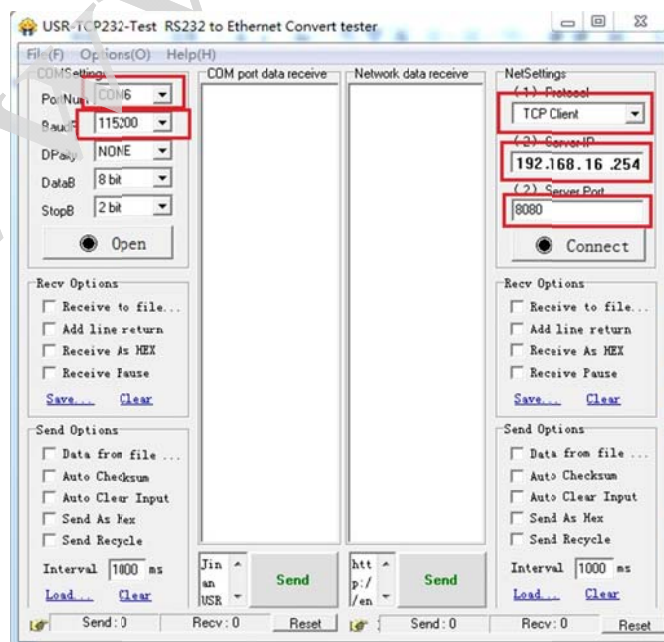 USR-TCP232-Test RS232 to Ethernet Convert tester
File(F) Options(O) Help(H)
COMSettings
PortNum COM6
BaudR 115200
DParity NONE
DataB 8 bit
StopB 2 bit
Open
Recv Options
Receive to file...
Add line return
Receive As HEX
Receive Pause
Save... Clear
Send Options
Data from file ...
Auto Checksum
Auto Clear Input
Send As Hex
Send Recycle
Interval 1000 ms
Load... Clear
COM port data receive
Jin
an
USR
Send
Network data receive
htt
p:/
/en
Send
NetSettings
(1) Protocol
TCP Client
(2) Server IP
192.168.16.254
(2) Server Port
8080
Connect
Recv Options
Receive to file...
Add line return
Receive As HEX
Receive Pause
Save... Clear
Send Options
Data from file ...
Auto Checksum
Auto Clear Input
Send As Hex
Send Recycle
Interval 1000 ms
Load... Clear
Send : 0 Recv : 0 Reset
Send : 0 Recv : 0 Reset